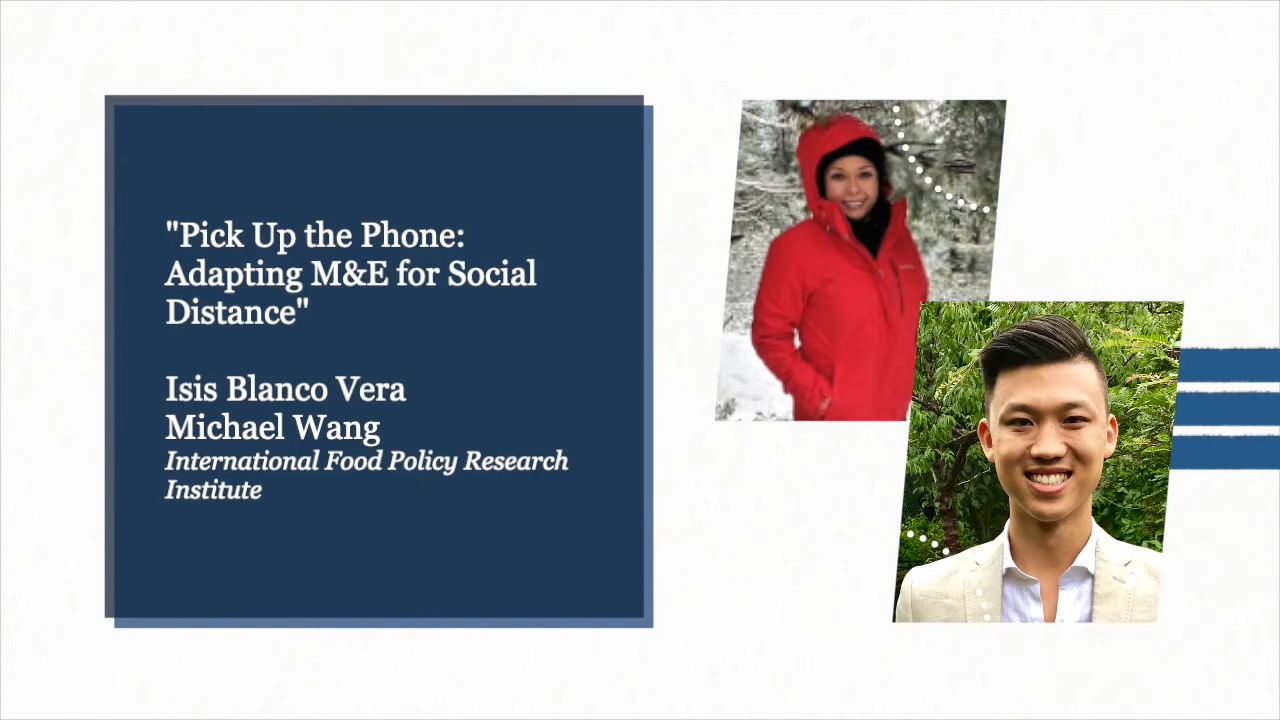 "Pick Up the Phone:
Adapting M&E for Social
Distance"
Isis Blanco Vera
Michael Wang
International Food Policy Research
Institute